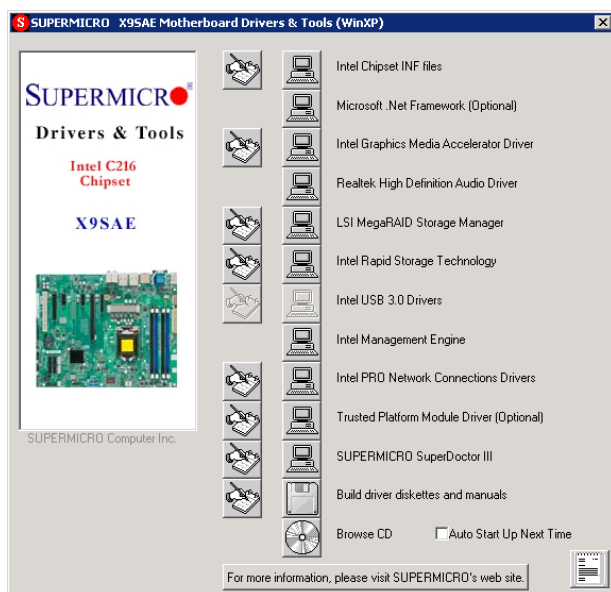 S SUPERMICRO X9SAE Motherboard Drivers & Tools (WinXP)
SUPERMICRO®
Drivers & Tools
Intel C216
Chipset
X9SAE
SUPERMICRO Computer Inc.
Intel Chipset INF files
Microsoft .Net Framework (Optional)
Intel Graphics Media Accelerator Driver
Realtek High Definition Audio Driver
LSI MegaRAID Storage Manager
Intel Rapid Storage Technology
Intel USB 3.0 Drivers
Intel Management Engine
Intel PRO Network Connections Drivers
Trusted Platform Module Driver (Optional)
SUPERMICRO SuperDoctor III
Build driver diskettes and manuals
Browse CD Auto Start Up Next Time
For more information, please visit SUPERMICRO's web site.